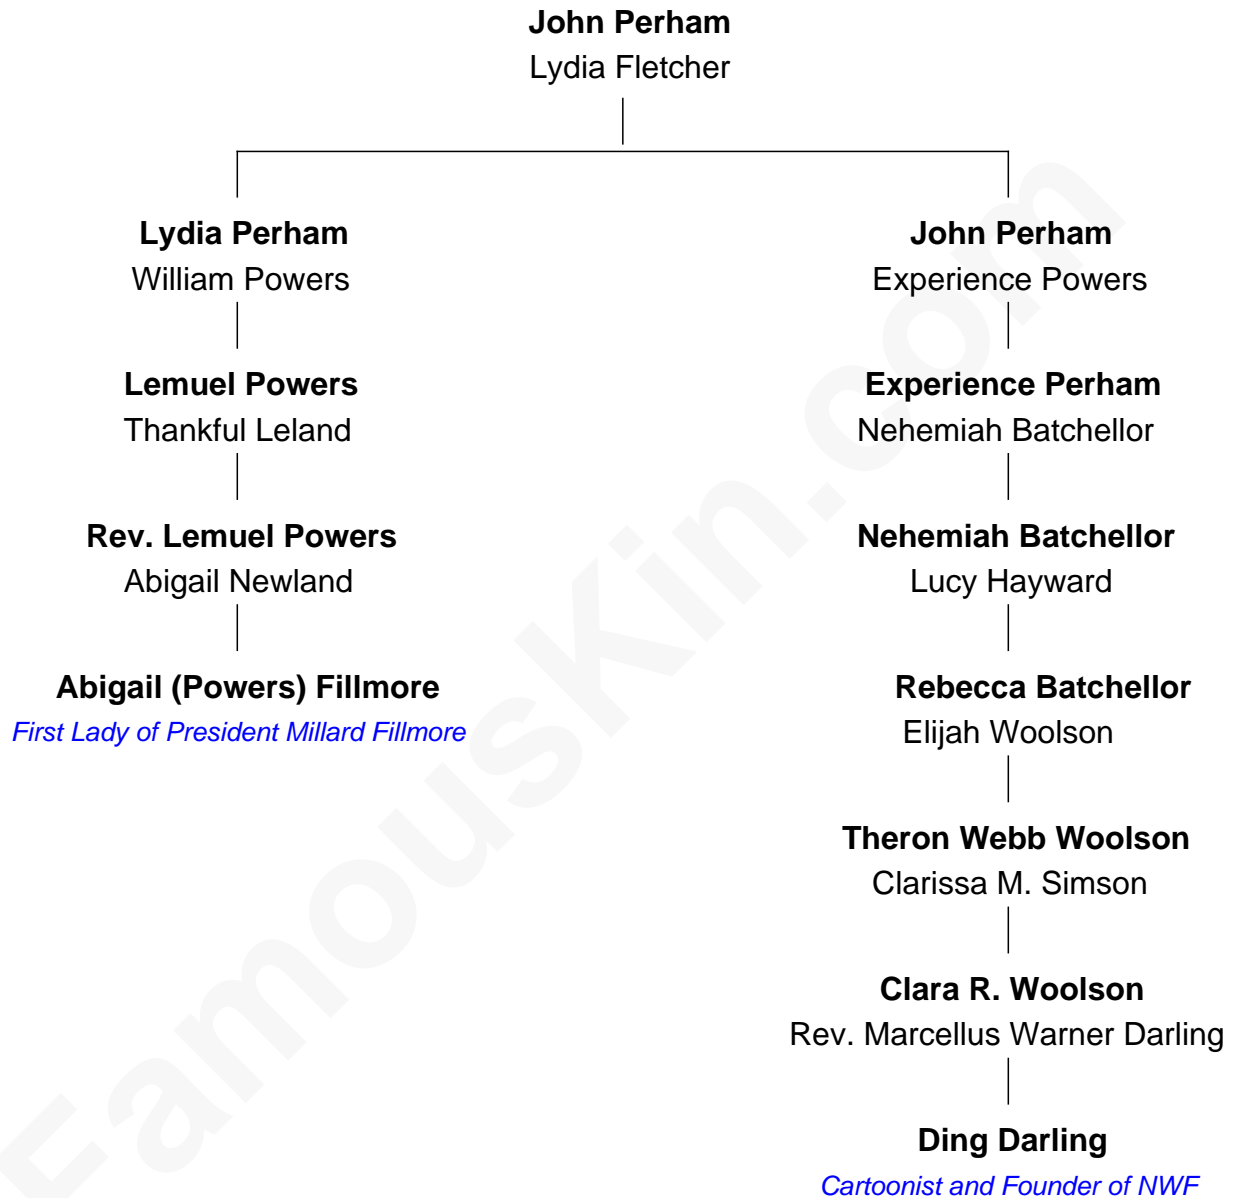 John Perham
Lydia Fletcher
Lydia Perham
William Powers
John Perham
Experience Powers
Lemuel Powers
Thankful Leland
Experience Perham
Nehemiah Batchellor
Rev. Lemuel Powers
Abigail Newland
Nehemiah Batchellor
Lucy Hayward
Abigail (Powers) Fillmore
First Lady of President Millard Fillmore
Rebecca Batchellor
Elijah Woolson
Theron Webb Woolson
Clarissa M. Simson
Clara R. Woolson
Rev. Marcellus Warner Darling
Ding Darling
Cartoonist and Founder of NWF
FamousKin.com